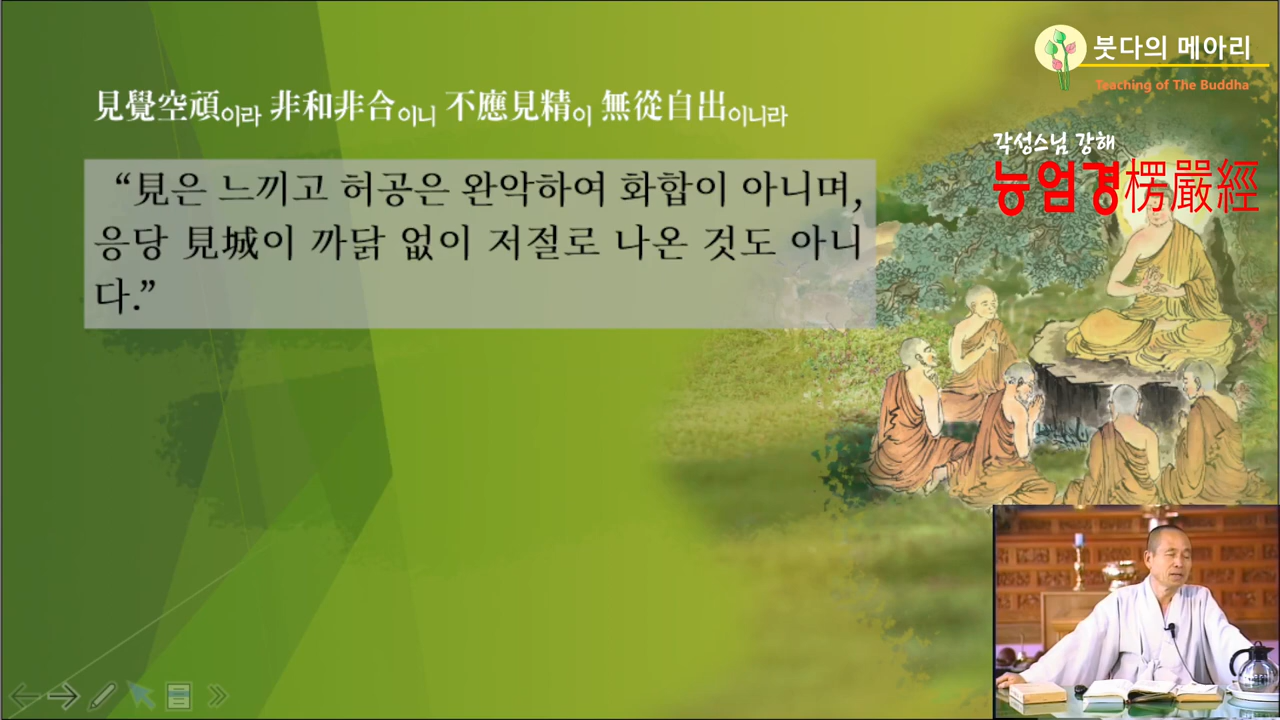 見覺空頑이라 非和非合이니 不應見精이 無從自出이니라
“見은 느끼고 허공은 완악하여 화합이 아니며,
응당 見城이 까닭 없이 저절로 나온 것도 아니
다.”
붓다의 메아리
Teaching of The Buddha
각성스님 강해
능엄경楞嚴經